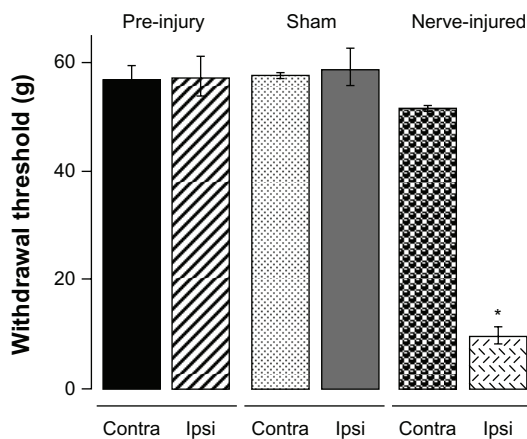 Pre-injury Sham Nerve-injured
Withdrawal threshold (g)
60
40
20
0
*
Contra Ipsi Contra Ipsi Contra Ipsi